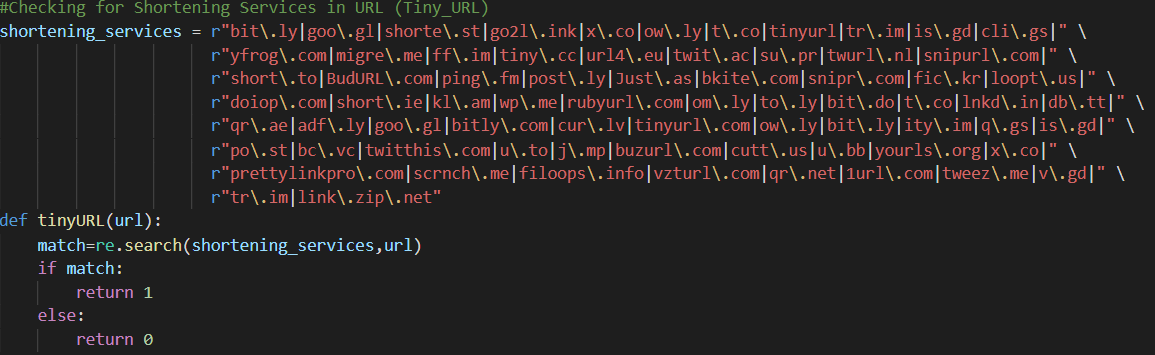 #Checking for Shortening Services in URL (Tiny_URL)
shortening_services = r"bit\.ly|goo\.gl|shorte\.st|go2l\.ink|x\.co|ow\.ly|t\.co|tinyurl|tr\.im|is\.gd|cli\.gs|" \
                      r"yfrog\.com|migre\.me|ff\.im|tiny\.cc|url4\.eu|twit\.ac|su\.pr|twurl\.nl|snipurl\.com|" \
                      r"short\.to|BudURL\.com|ping\.fm|post\.ly|Just\.as|bkite\.com|snipr\.com|fic\.kr|loopt\.us|" \
                      r"doiop\.com|short\.ie|kl\.am|wp\.me|rubyurl\.com|om\.ly|to\.ly|bit\.do|t\.co|lnkd\.in|db\.tt|" \
                      r"qr\.ae|adf\.ly|goo\.gl|bitly\.com|cur\.lv|tinyurl\.com|ow\.ly|bit\.ly|ity\.im|q\.gs|is\.gd|" \
                      r"po\.st|bc\.vc|twitthis\.com|u\.to|j\.mp|buzurl\.com|cutt\.us|u\.bb|yourls\.org|x\.co|" \
                      r"prettylinkpro\.com|scrnch\.me|filoops\.info|vzturl\.com|qr\.net|1url\.com|tweez\.me|v\.gd|" \
                      r"tr\.im|link\.zip\.net"
def tinyURL(url):
    match=re.search(shortening_services,url)
    if match:
        return 1
    else:
        return 0